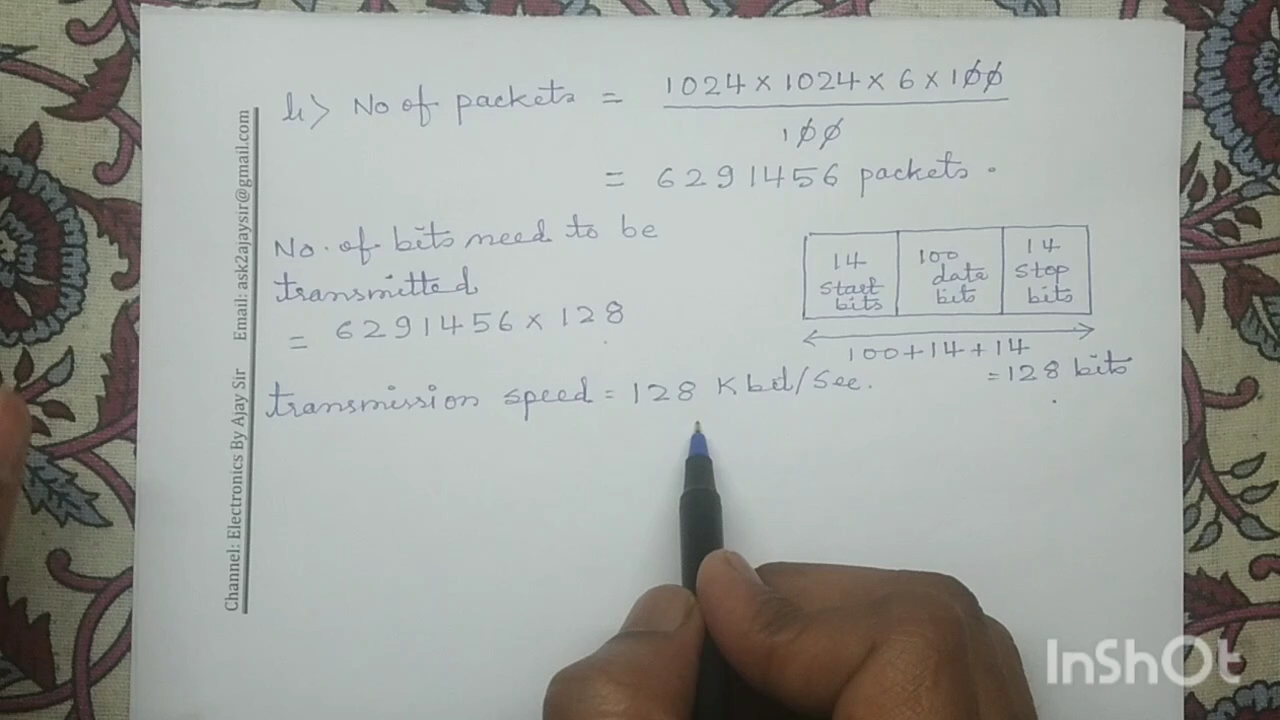 ii> No of packets = 1024 x 1024 x 6 x 100
100
= 6291456 packets.
No. of bits need to be
transmitted
= 6291456 x 128
14 start bits
100 data bits
14 stop bits
100+14+14
=128 bits
transmission speed = 128 Kbit/sec.
Channel: Electronics By Ajay Sir Email: ask2ajaysir@gmail.com
InShOt